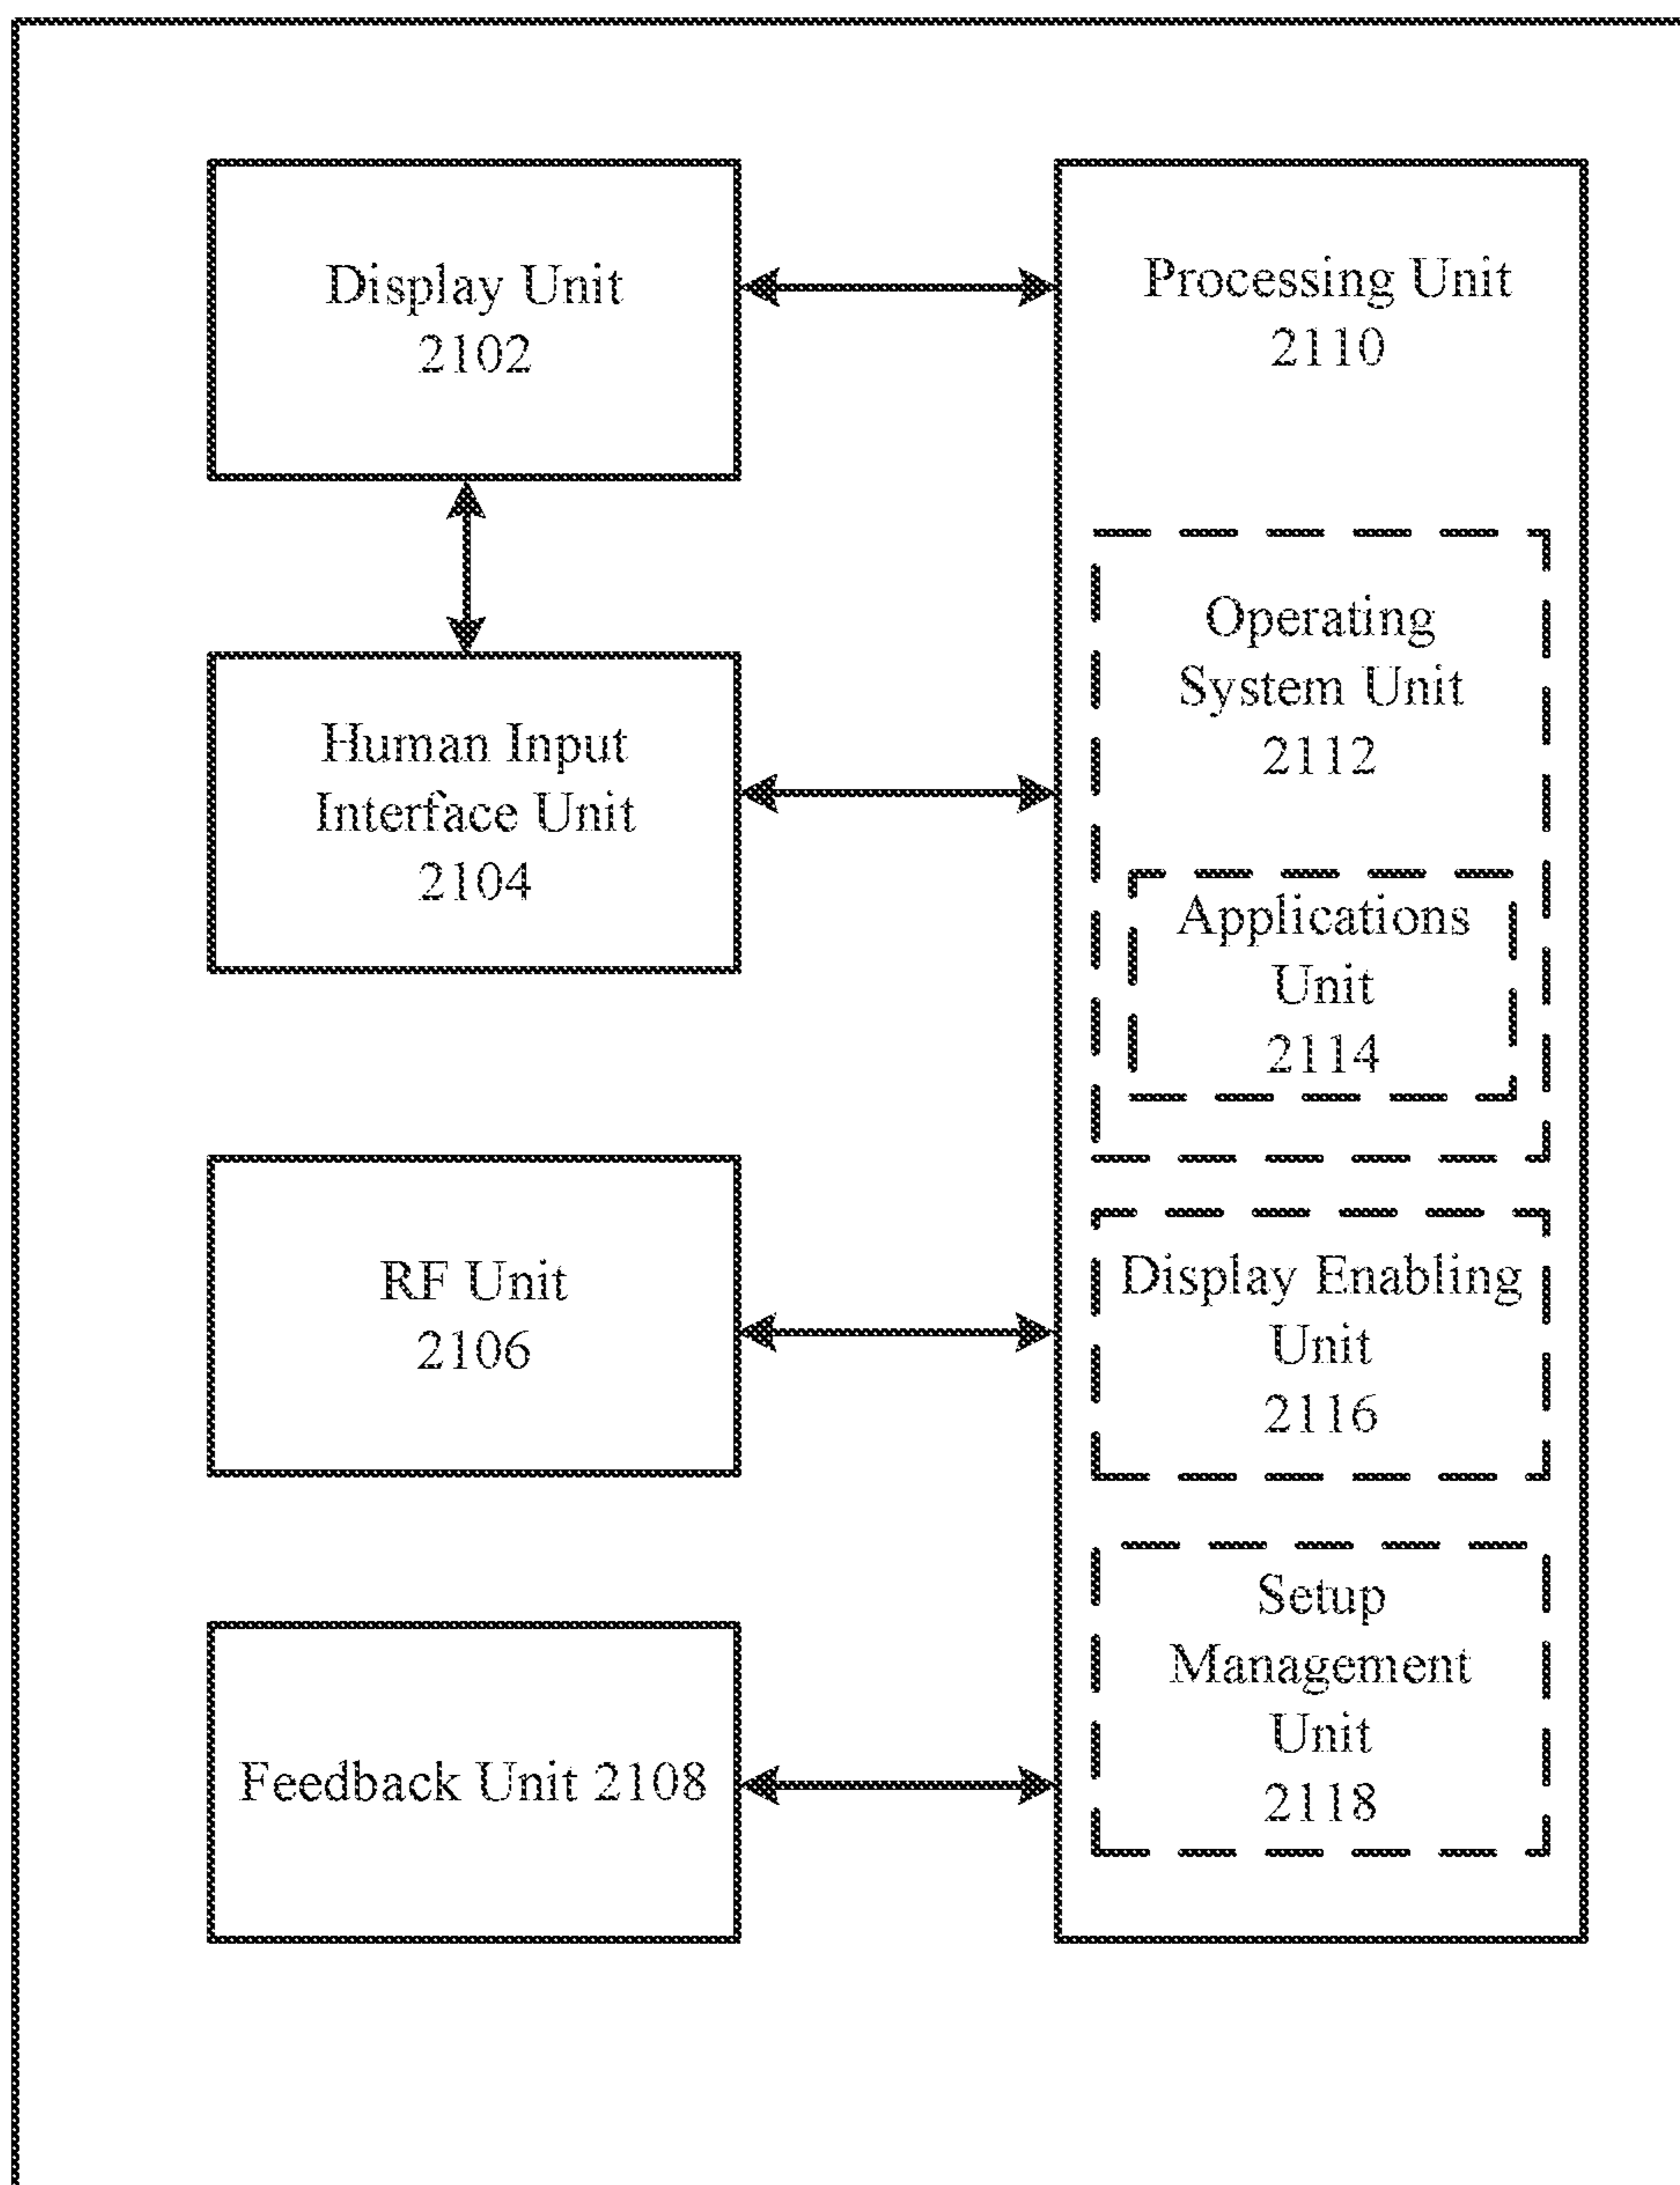 Display Unit
2102
Human Input
Interface Unit
2104
RF Unit
2106
Feedback Unit 2108
Processing Unit
2110
Operating
System Unit
2112
Applications
Unit
2114
Display Enabling
Unit
2116
Setup
Management
Unit
2118